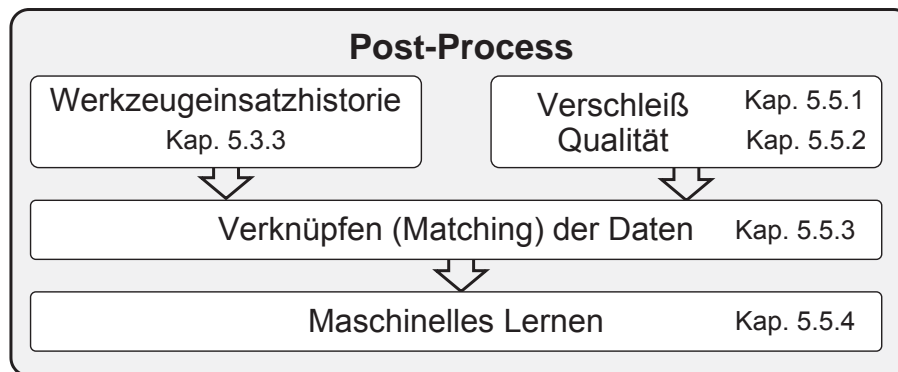 Post-Process
Werkzeugeinsatzhistorie
Kap. 5.3.3
Verschleiß Kap. 5.5.1
Qualität Kap. 5.5.2
Verknüpfen (Matching) der Daten Kap. 5.5.3
Maschinelles Lernen Kap. 5.5.4